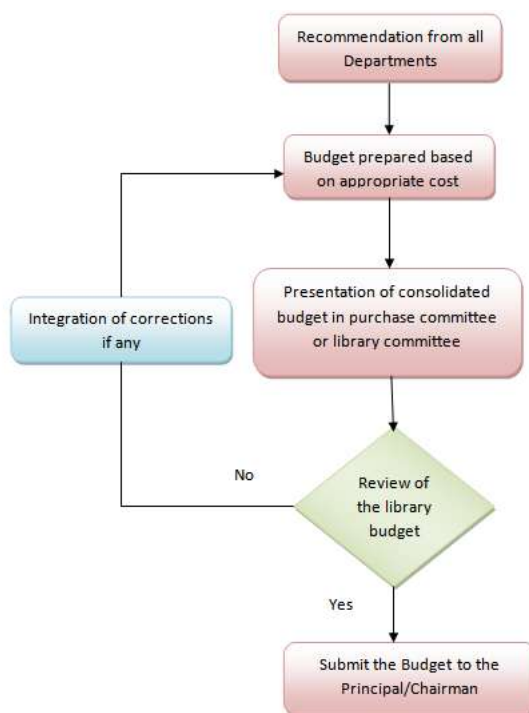 Recommendation from all
Departments
Budget prepared based
on appropriate cost
Presentation of consolidated
budget in purchase committee
or library committee
Integration of corrections
if any
Review of
the library
budget
No
Yes
Submit the Budget to the
Principal/Chairman